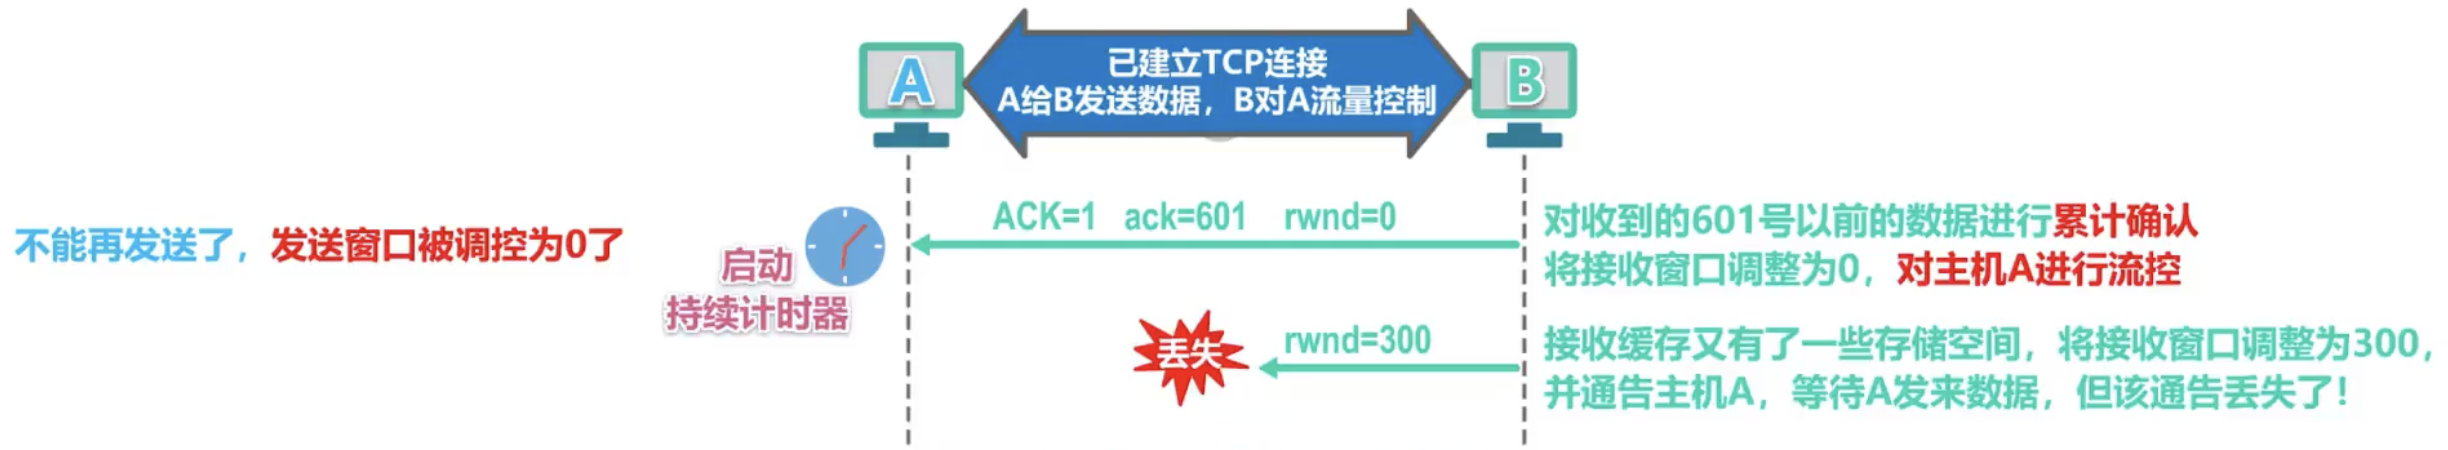 A
已建立TCP连接
A给B发送数据，B对A流量控制
B
ACK=1 ack=601 rwnd=0
对收到的601号以前的数据进行累计确认
将接收窗口调整为0，对主机A进行流控
不能再发送了，发送窗口被调控为0了
启动
持续计时器
丢失
rwnd=300
接收缓存又有了一些存储空间，将接收窗口调整为300，
并通告主机A，等待A发来数据，但该通告丢失了！